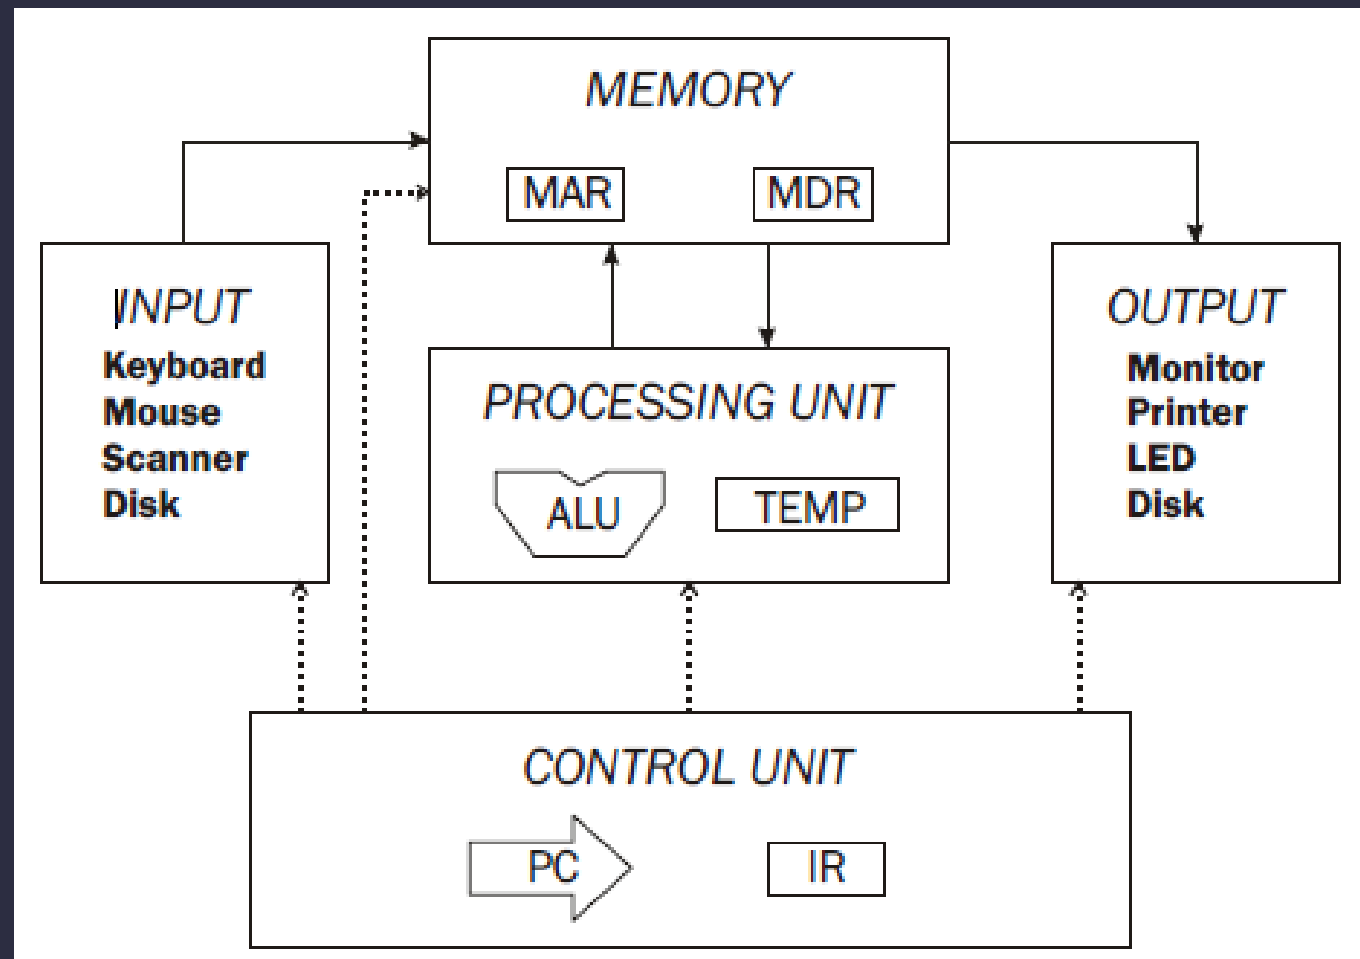 MEMORY
MAR
MDR
INPUT
Keyboard
Mouse
Scanner
Disk
PROCESSING UNIT
ALU
TEMP
OUTPUT
Monitor
Printer
LED
Disk
CONTROL UNIT
PC
IR